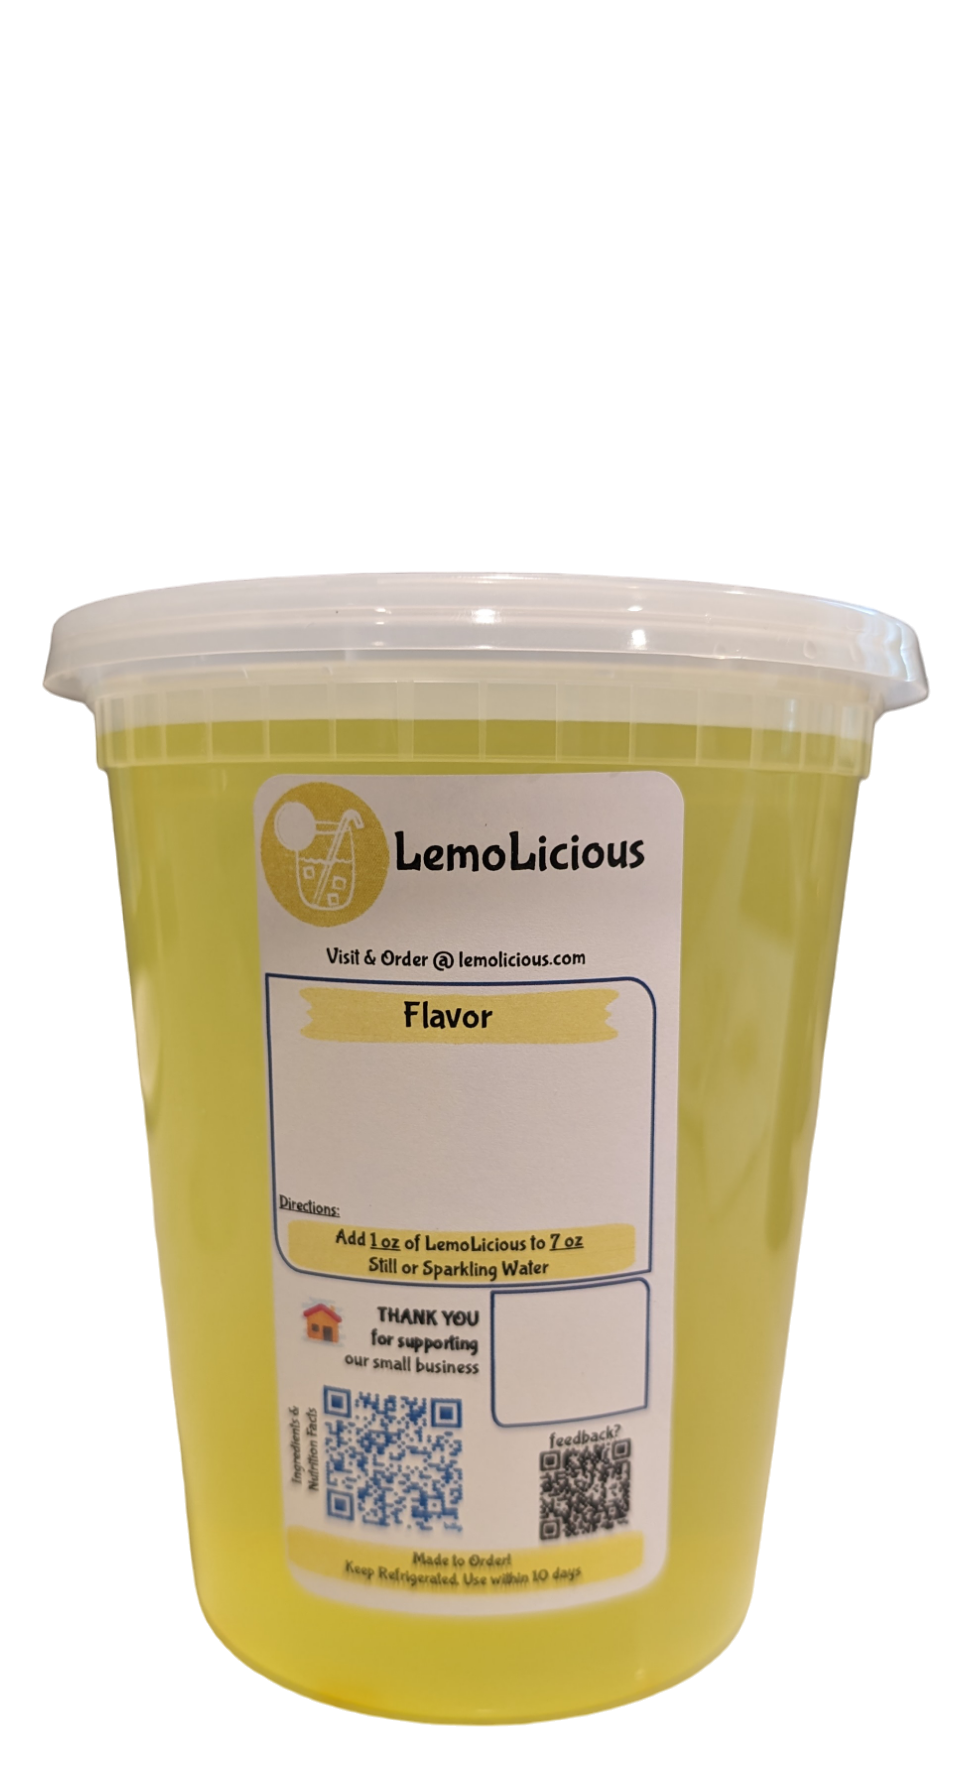 LemoLicious
Visit & Order @ lemolicious.com
Flavor
Directions:
Add 1 oz of LemoLicious to 7 oz
Still or Sparkling Water
THANK YOU
for supporting
our small business
Ingredients &
Nutrition Facts
feedback?
Made to Order!
Keep Refrigerated. Use within 10 days